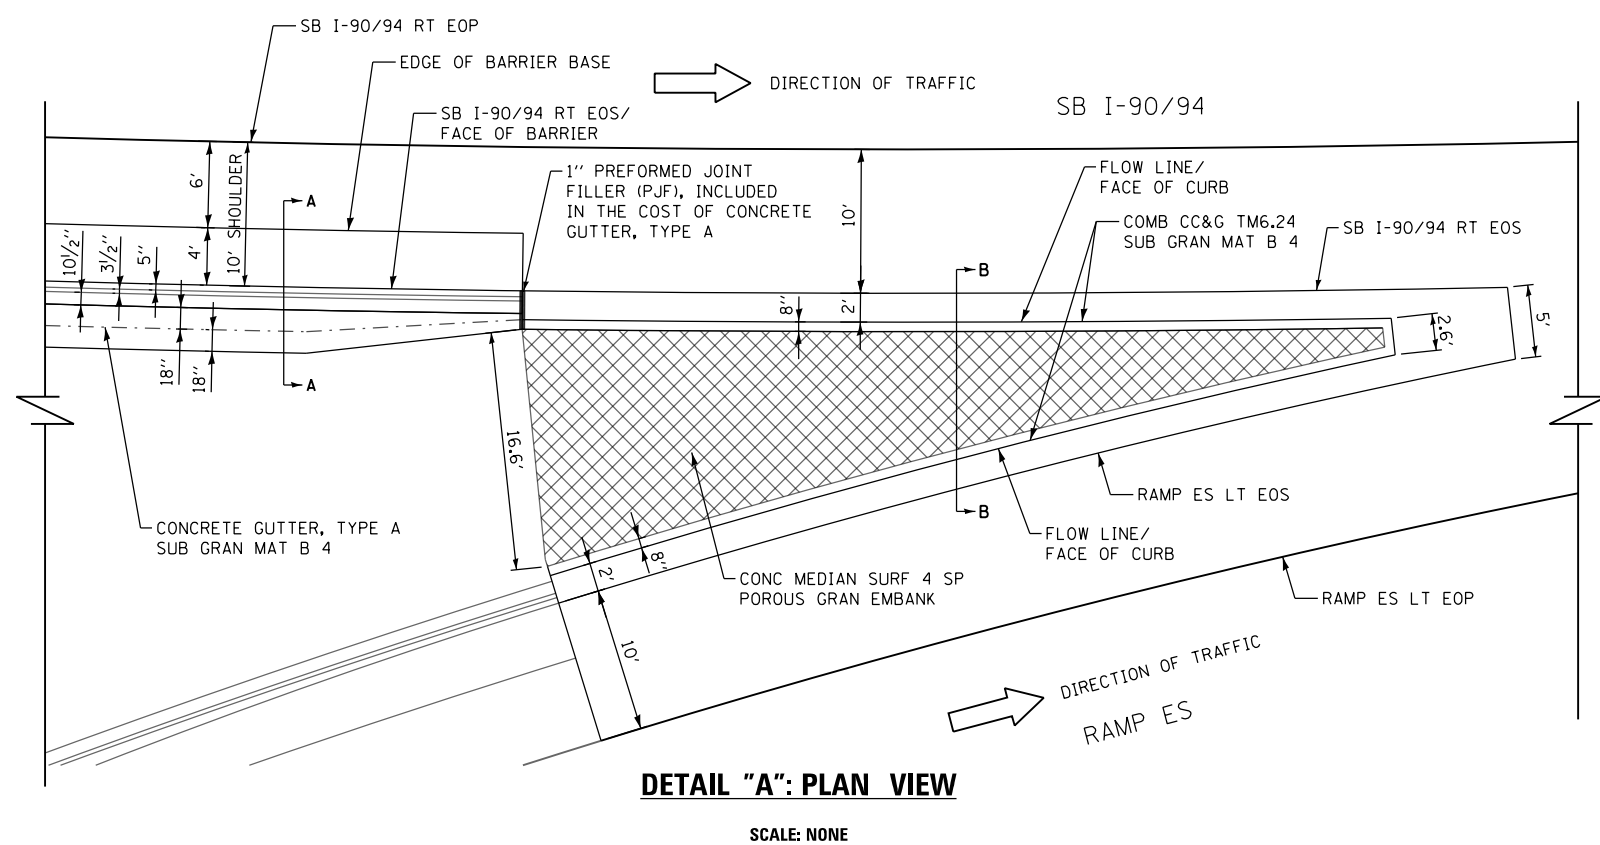 SB I-90/94 RT EOP
EDGE OF BARRIER BASE
DIRECTION OF TRAFFIC
SB I-90/94
SB I-90/94 RT EOS/
FACE OF BARRIER
1" PREFORMED JOINT
FILLER (PJF), INCLUDED
IN THE COST OF CONCRETE
GUTTER, TYPE A
FLOW LINE/
FACE OF CURB
COMB CC&G TM6.24
SUB GRAN MAT B 4
SB I-90/94 RT EOS
6'
10' SHOULDER
A
10'
4'
10½"
3½"
5"
B
8"
2'
2.6'
5'
18"
18"
A
16.6'
CONCRETE GUTTER, TYPE A
SUB GRAN MAT B 4
RAMP ES LT EOS
B
FLOW LINE/
FACE OF CURB
8"
2'
CONC MEDIAN SURF 4 SP
POROUS GRAN EMBANK
RAMP ES LT EOP
10'
DIRECTION OF TRAFFIC
RAMP ES
DETAIL "A": PLAN VIEW
SCALE: NONE